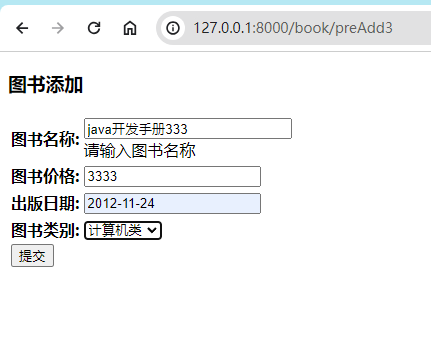 127.0.0.1:8000/book/preAdd3
图书添加
图书名称: java开发手册333
请输入图书名称
图书价格: 3333
出版日期: 2012-11-24
图书类别: 计算机类
提交